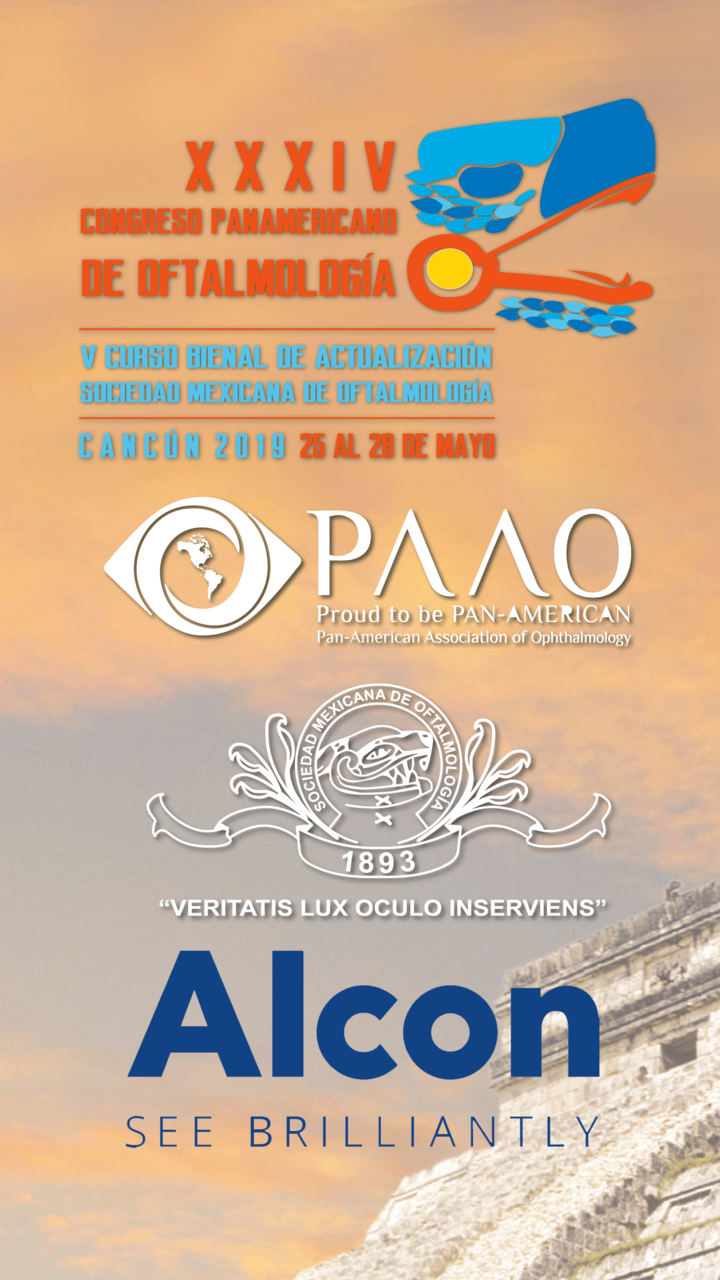 XXXIV
CONGRESO PANAMERICANO
DE OFTALMOLOGÍA
V CURSO BIENAL DE ACTUALIZACIÓN
SOCIEDAD MEXICANA DE OFTALMOLOGÍA
CANCÚN 2019 25 AL 28 DE MAYO
PAAO
Proud to be PAN-AMERICAN
Pan-American Association of Ophthalmology
SOCIEDAD MEXICANA DE OFTALMOLOGÍA
1893
“VERITATIS LUX OCULO INSERVIENS”
Alcon
SEE BRILLIANTLY